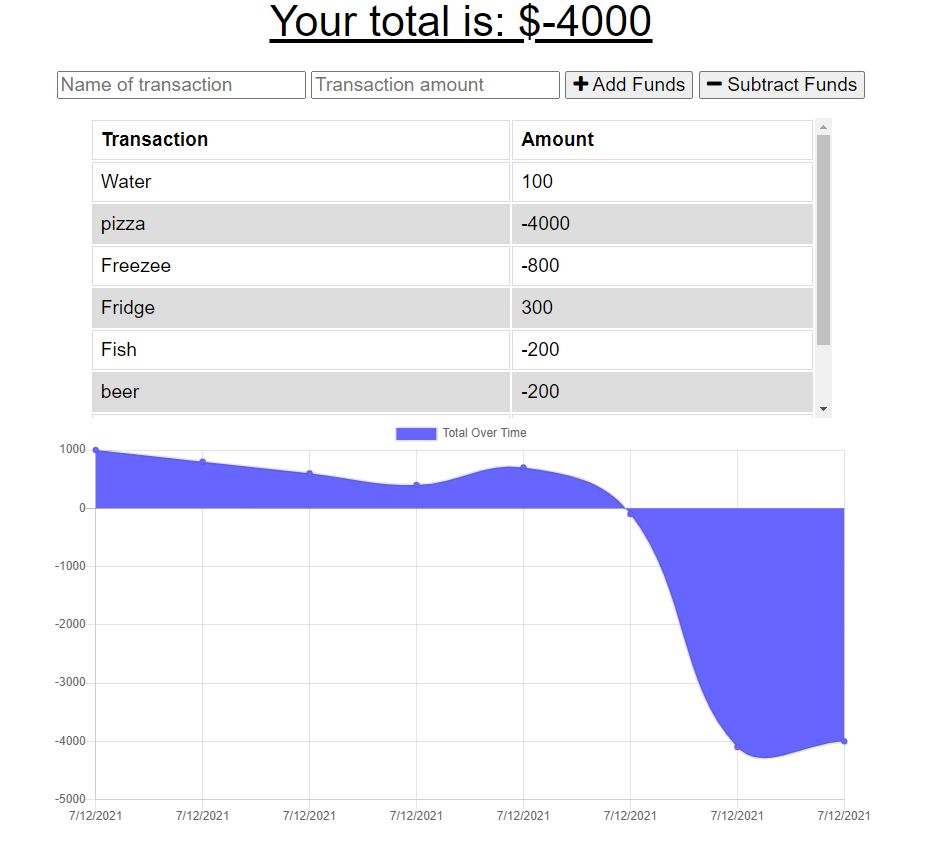 Your total is: $-4000
Name of transaction Transaction amount Add Funds Subtract Funds
Transaction Amount
Water 100
pizza -4000
Freezee -800
Fridge 300
Fish -200
beer -200
Total Over Time
1000
0
-1000
-2000
-3000
-4000
-5000
7/12/2021 7/12/2021 7/12/2021 7/12/2021 7/12/2021 7/12/2021 7/12/2021 7/12/2021